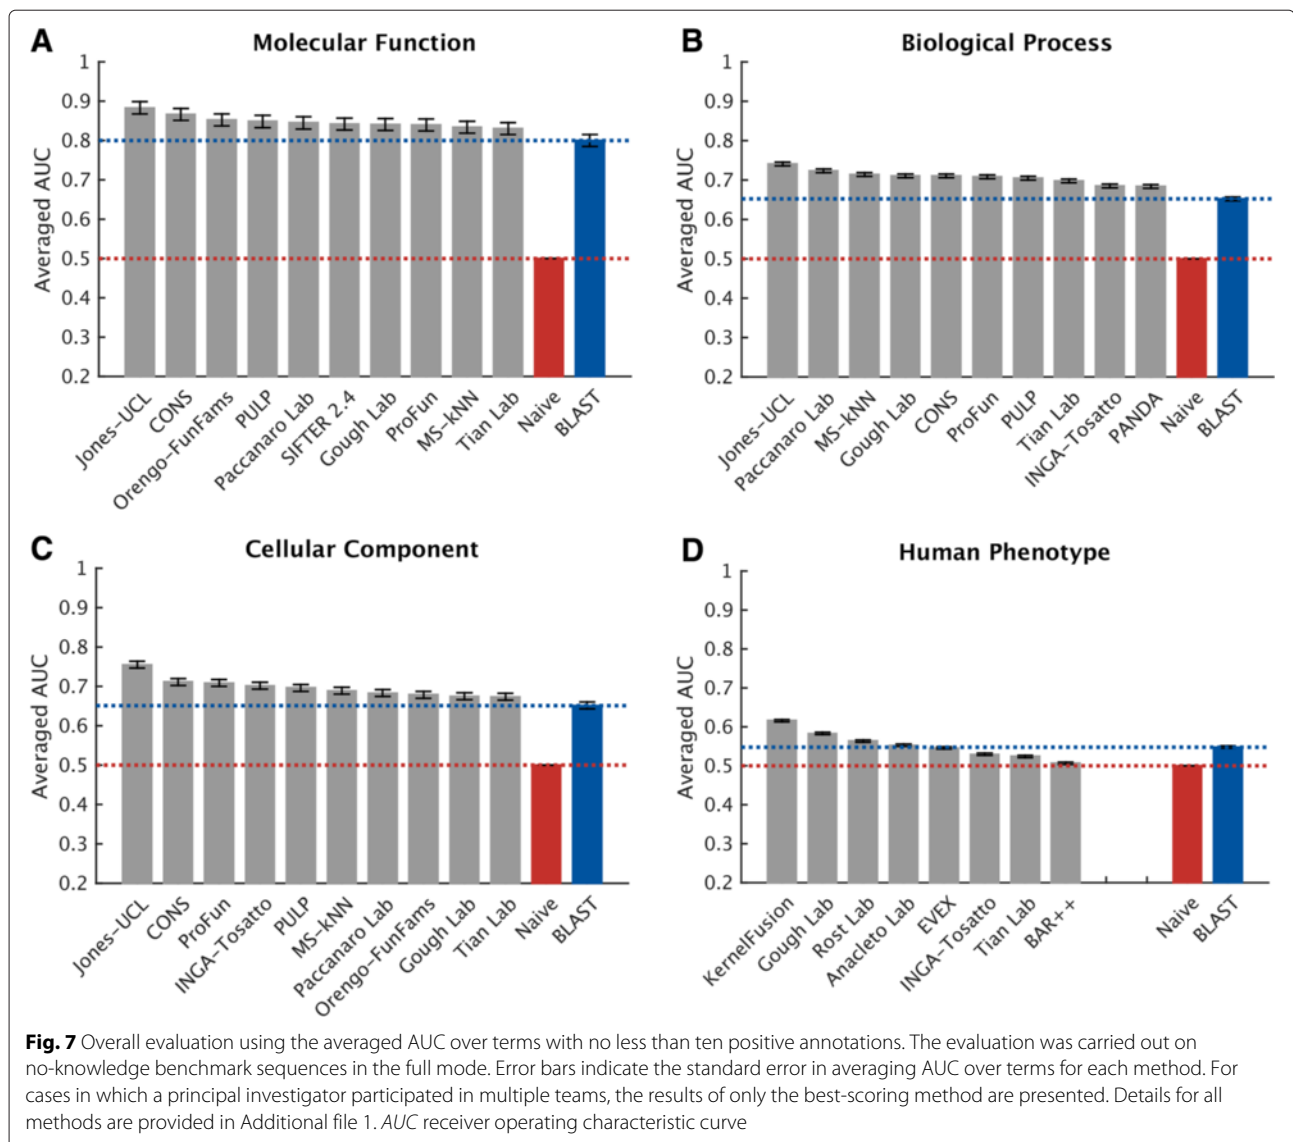 A
Molecular Function
Averaged AUC
1
0.9
0.8
0.7
0.6
0.5
0.4
0.3
0.2
Jones-UCL
CONS
Orengo-FunFams
PULP
Paccanaro Lab
SIFTER 2.4
Gough Lab
ProFun
MS-kNN
Tian Lab
Naive
BLAST
B
Biological Process
Averaged AUC
1
0.9
0.8
0.7
0.6
0.5
0.4
0.3
0.2
Jones-UCL
Paccanaro Lab
MS-kNN
Gough Lab
CONS
ProFun
PULP
Tian Lab
INGA-Tosatto
PANDA
Naive
BLAST
C
Cellular Component
Averaged AUC
1
0.9
0.8
0.7
0.6
0.5
0.4
0.3
0.2
Jones-UCL
CONS
ProFun
INGA-Tosatto
PULP
MS-kNN
Paccanaro Lab
Orengo-FunFams
Gough Lab
Tian Lab
Naive
BLAST
D
Human Phenotype
Averaged AUC
1
0.9
0.8
0.7
0.6
0.5
0.4
0.3
0.2
KernelFusion
Gough Lab
Rost Lab
Anacleto Lab
EVEX
INGA-Tosatto
Tian Lab
BAR++
Naive
BLAST
Fig. 7 Overall evaluation using the averaged AUC over terms with no less than ten positive annotations. The evaluation was carried out on
no-knowledge benchmark sequences in the full mode. Error bars indicate the standard error in averaging AUC over terms for each method. For
cases in which a principal investigator participated in multiple teams, the results of only the best-scoring method are presented. Details for all
methods are provided in Additional file 1. AUC receiver operating characteristic curve